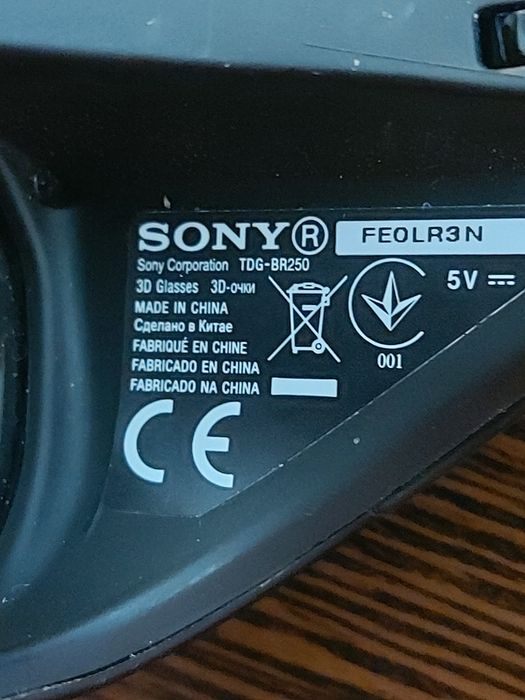 SONY® FE0LR3N
Sony Corporation TDG-BR250
3D Glasses 3D-очки
5V ⎓
MADE IN CHINA
Сделано в Китае
FABRIQUÉ EN CHINE
FABRICADO EN CHINA
FABRICADO NA CHINA
001
CE